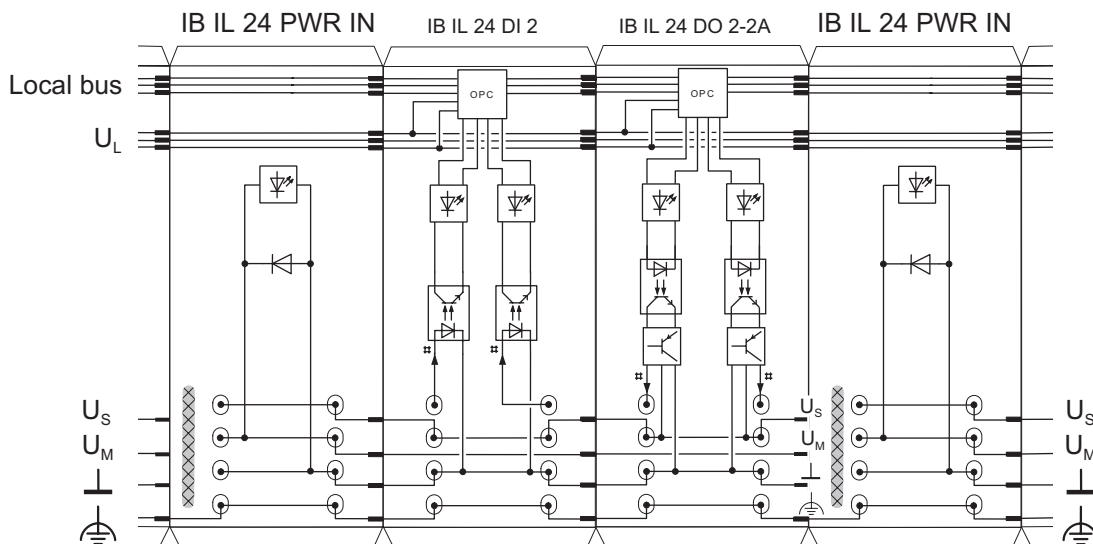 IB IL 24 PWR IN
IB IL 24 DI 2
IB IL 24 DO 2-2A
IB IL 24 PWR IN
Local bus
OPC
OPC
U_L
#
#
#
#
U_S
U_S
U_S
U_M
U_M
U_M